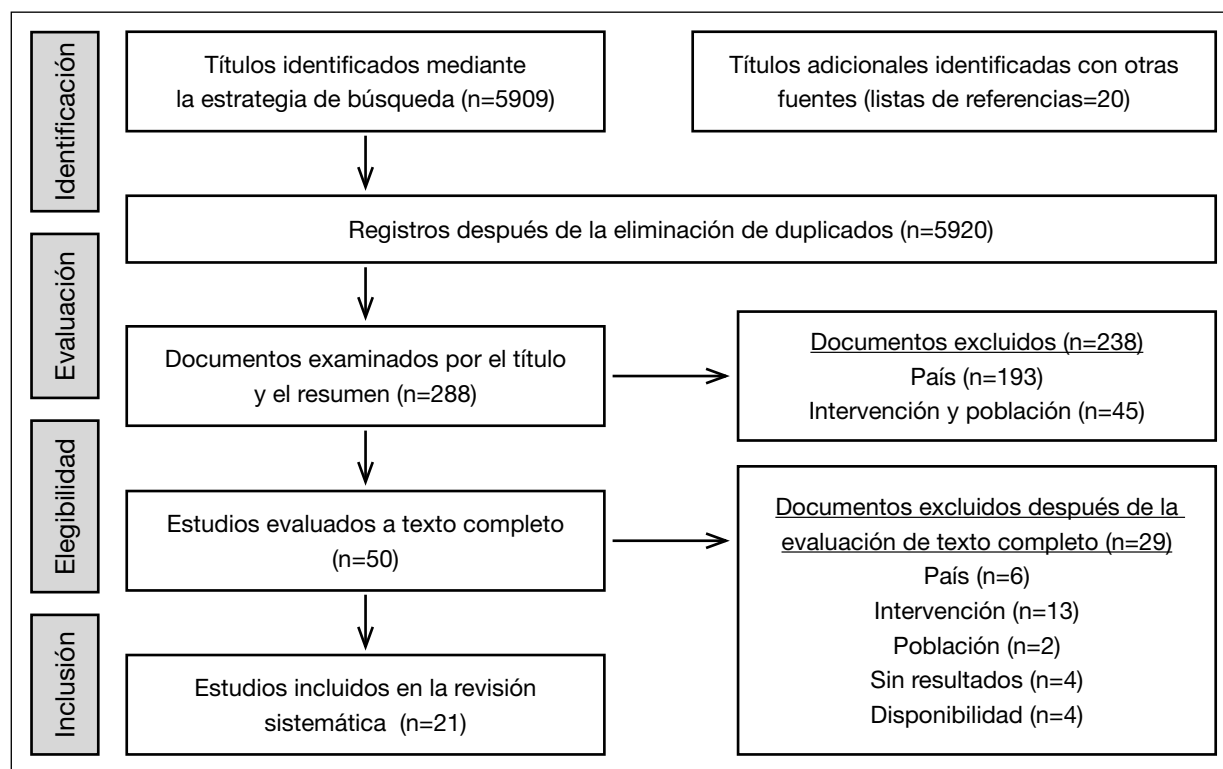 Identificación
Títulos identificados mediante
la estrategia de búsqueda (n=5909)
Títulos adicionales identificadas con otras
fuentes (listas de referencias=20)
Registros después de la eliminación de duplicados (n=5920)
Evaluación
Documentos examinados por el título
y el resumen (n=288)
Documentos excluidos (n=238)
País (n=193)
Intervención y población (n=45)
Elegibilidad
Estudios evaluados a texto completo
(n=50)
Documentos excluidos después de la
evaluación de texto completo (n=29)
País (n=6)
Intervención (n=13)
Población (n=2)
Sin resultados (n=4)
Disponibilidad (n=4)
Inclusión
Estudios incluidos en la revisión
sistemática (n=21)